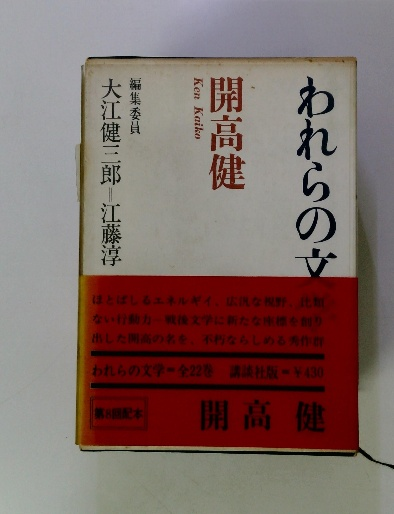 われらの文
開高健
Ken Kaiko
編集委員
大江健三郎=江藤淳
ほとばしるエネルギイ、広汎な視野、比類
ない行動力—戦後文学に新たな座標を創り
出した開高の名を、不朽ならしめる秀作群
われらの文学=全22巻 講談社版=¥430
配本
開高健